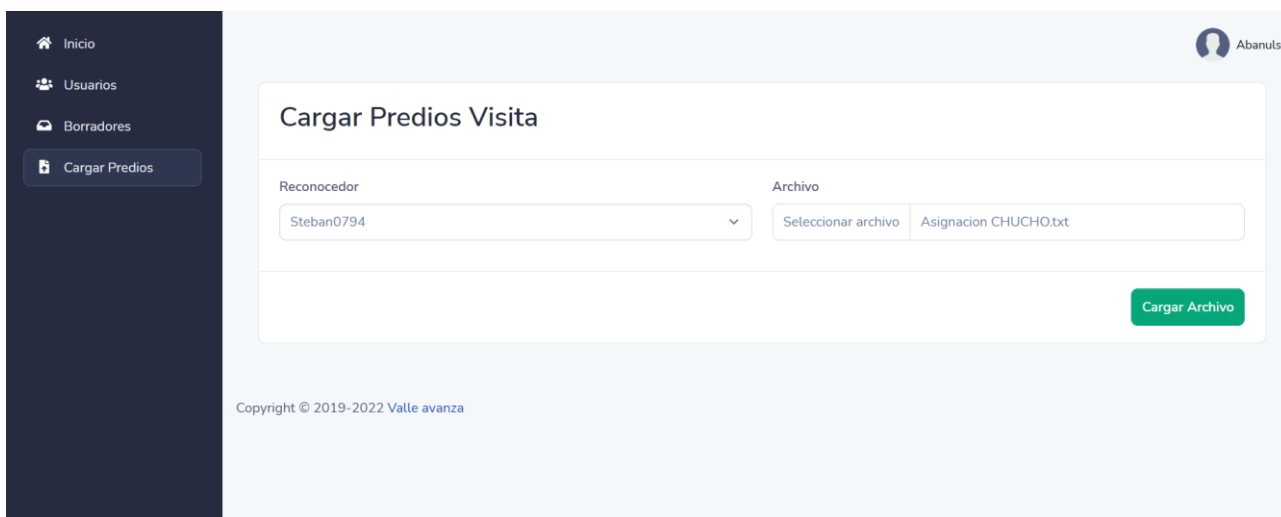 Inicio
Usuarios
Borradores
Cargar Predios
Abanuls
Cargar Predios Visita
Reconocedor
Steban0794
Archivo
Seleccionar archivo Asignacion CHUCHO.txt
Cargar Archivo
Copyright © 2019-2022 Valle avanza